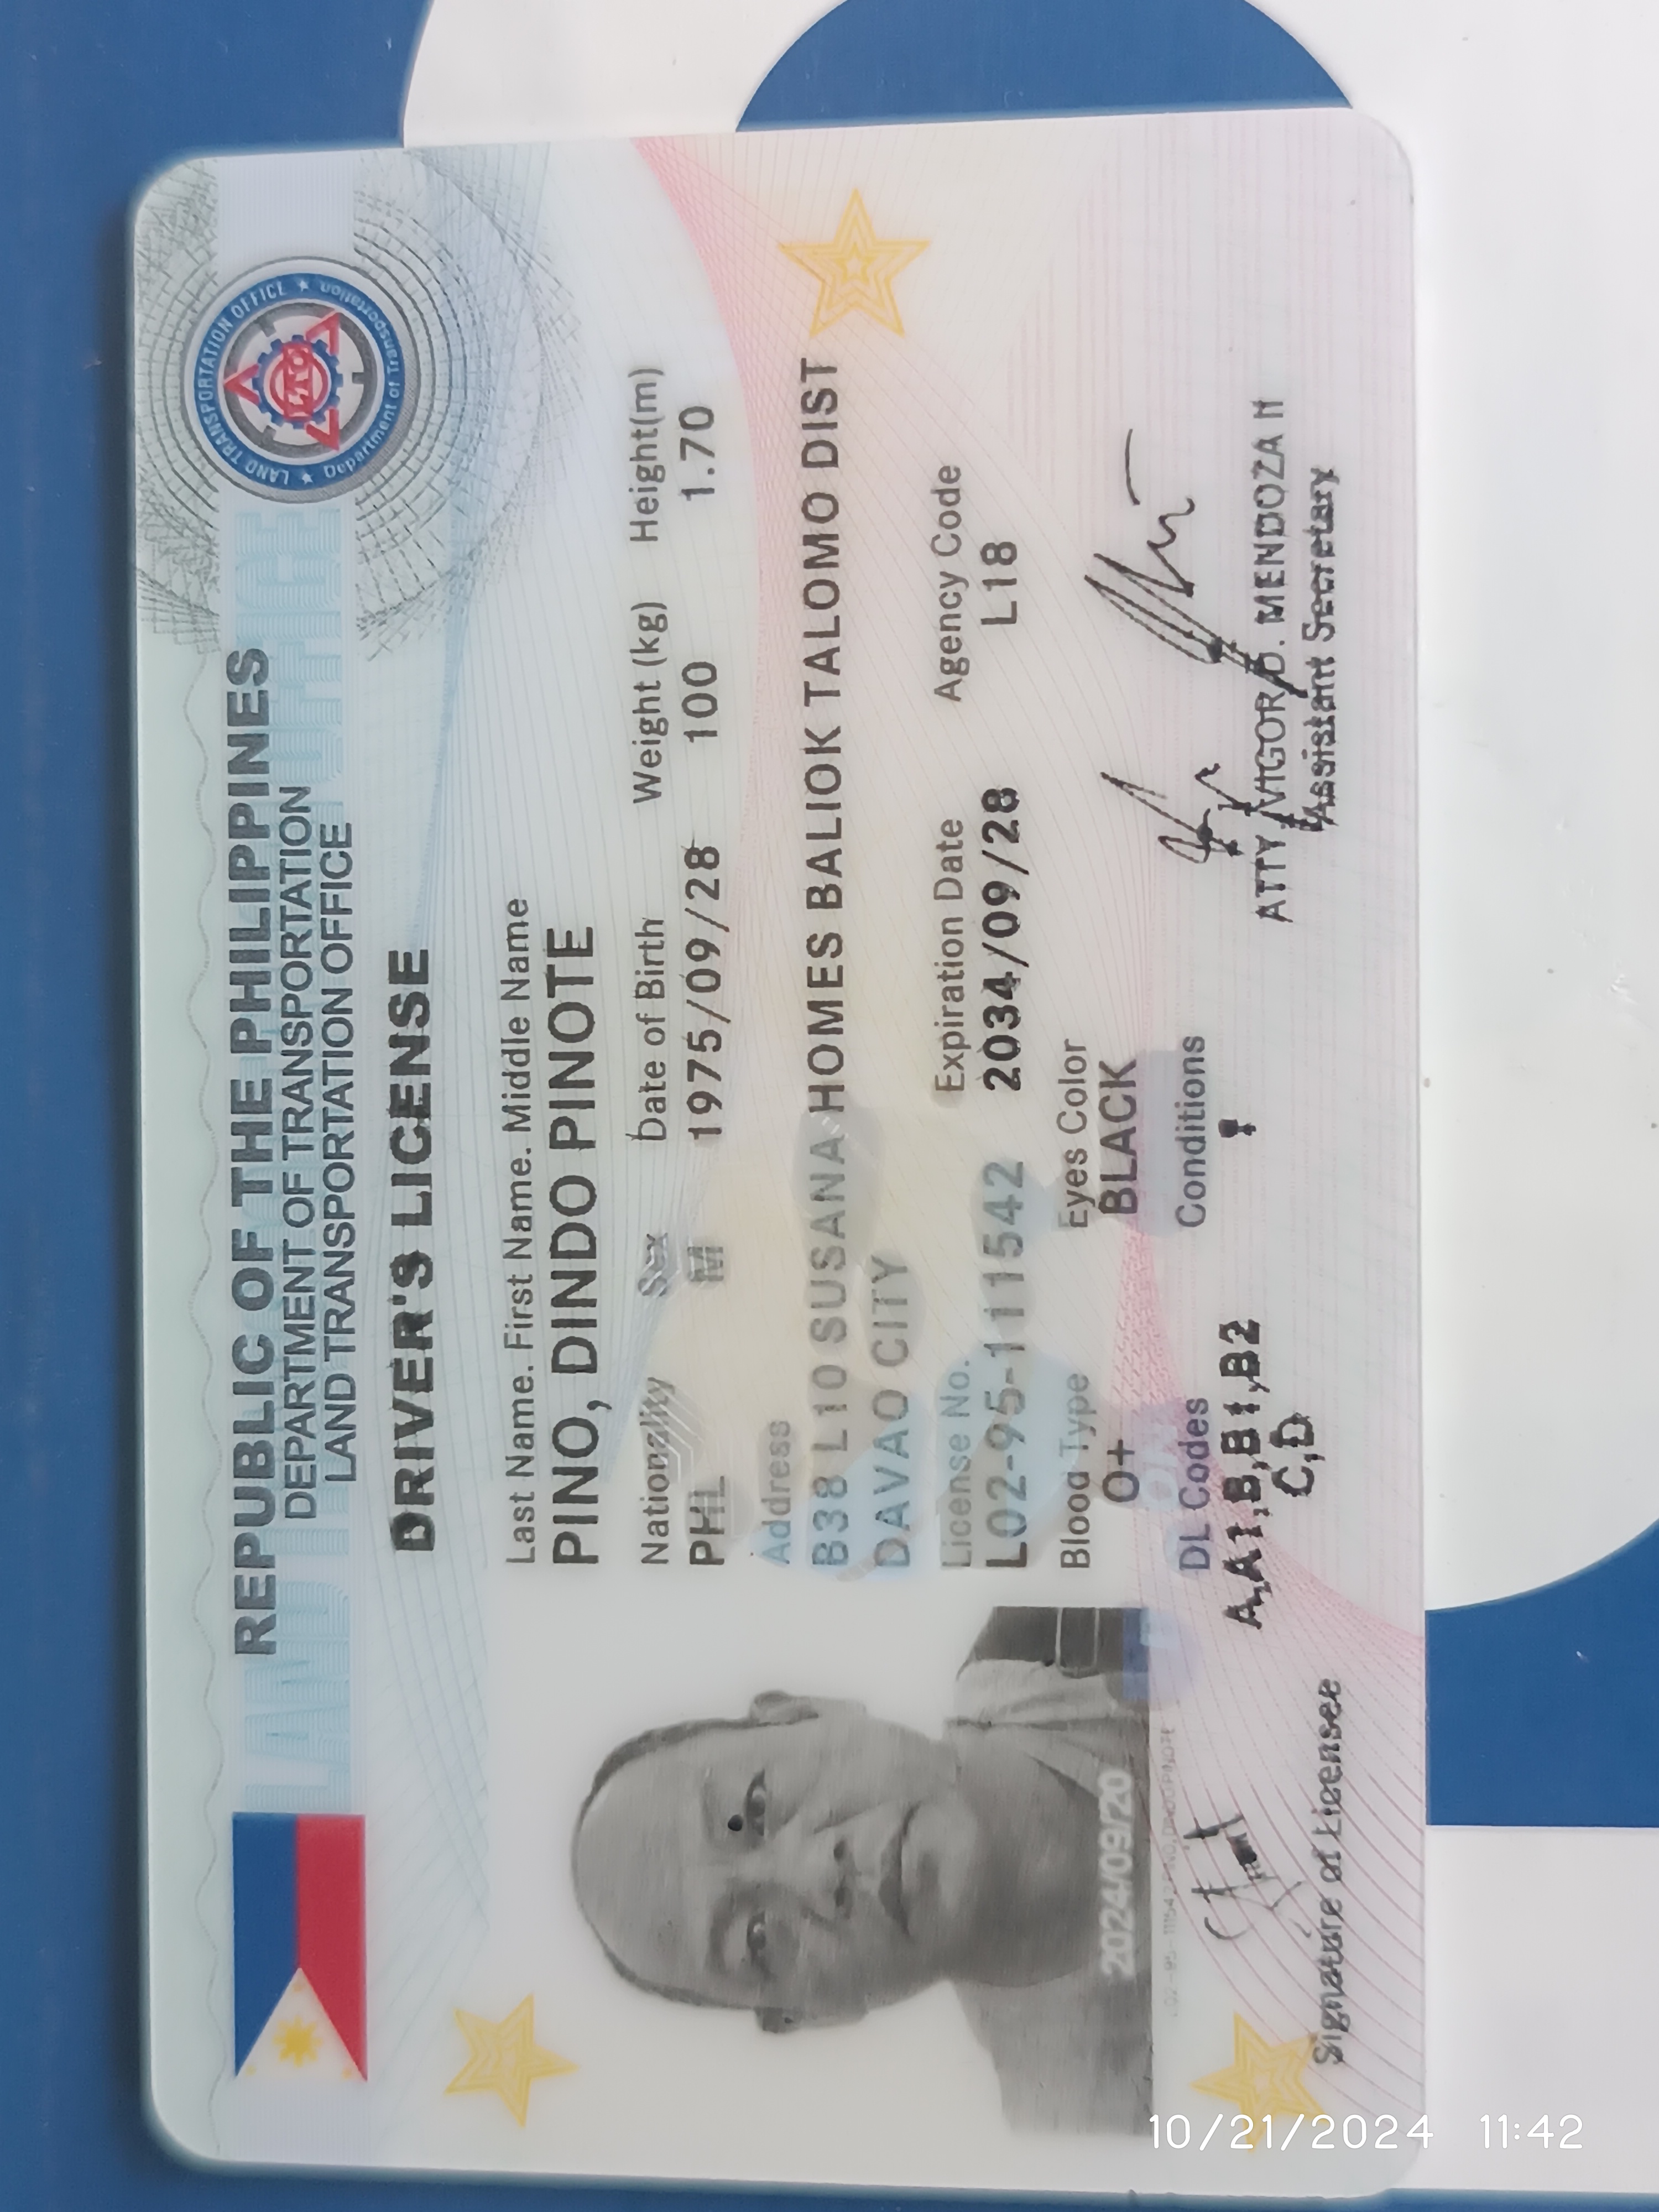 REPUBLIC OF THE PHILIPPINES
DEPARTMENT OF TRANSPORTATION
LAND TRANSPORTATION OFFICE
LAND TRANSPORTATION OFFICE ★ Department of Transportation ★
LTO
DRIVER'S LICENSE
Last Name. First Name. Middle Name
PINO, DINDO PINOTE
Nationality Sex Date of Birth Weight (kg) Height(m)
PHL M 1975/09/28 100 1.70
Address
B38 L10 SUSANA HOMES BALIOK TALOMO DIST
DAVAO CITY
License No. Expiration Date Agency Code
L02-95-111542 2034/09/28 L18
Blood Type Eyes Color
O+ BLACK
DL Codes Conditions
A,A1,B,B1,B2
C,D
2024/09/20
Signature of Licensee
ATTY VIGOR D. MENDOZA II
Assistant Secretary
10/21/2024 11:42